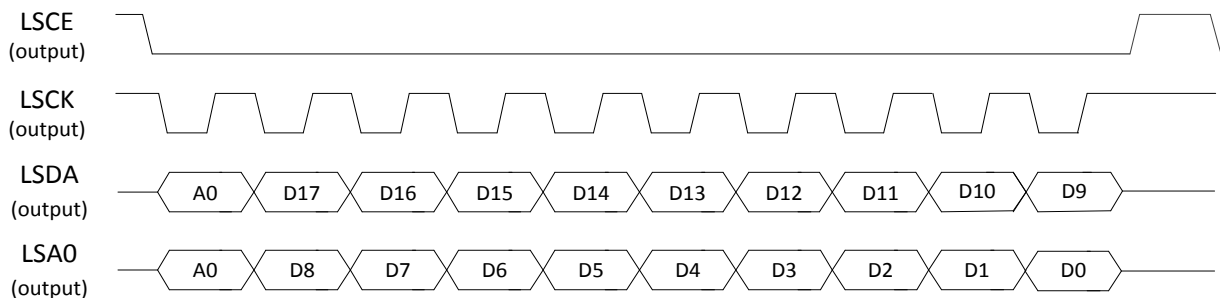 LSCE
(output)
LSCK
(output)
LSDA
(output)
A0 D17 D16 D15 D14 D13 D12 D11 D10 D9
LSA0
(output)
A0 D8 D7 D6 D5 D4 D3 D2 D1 D0